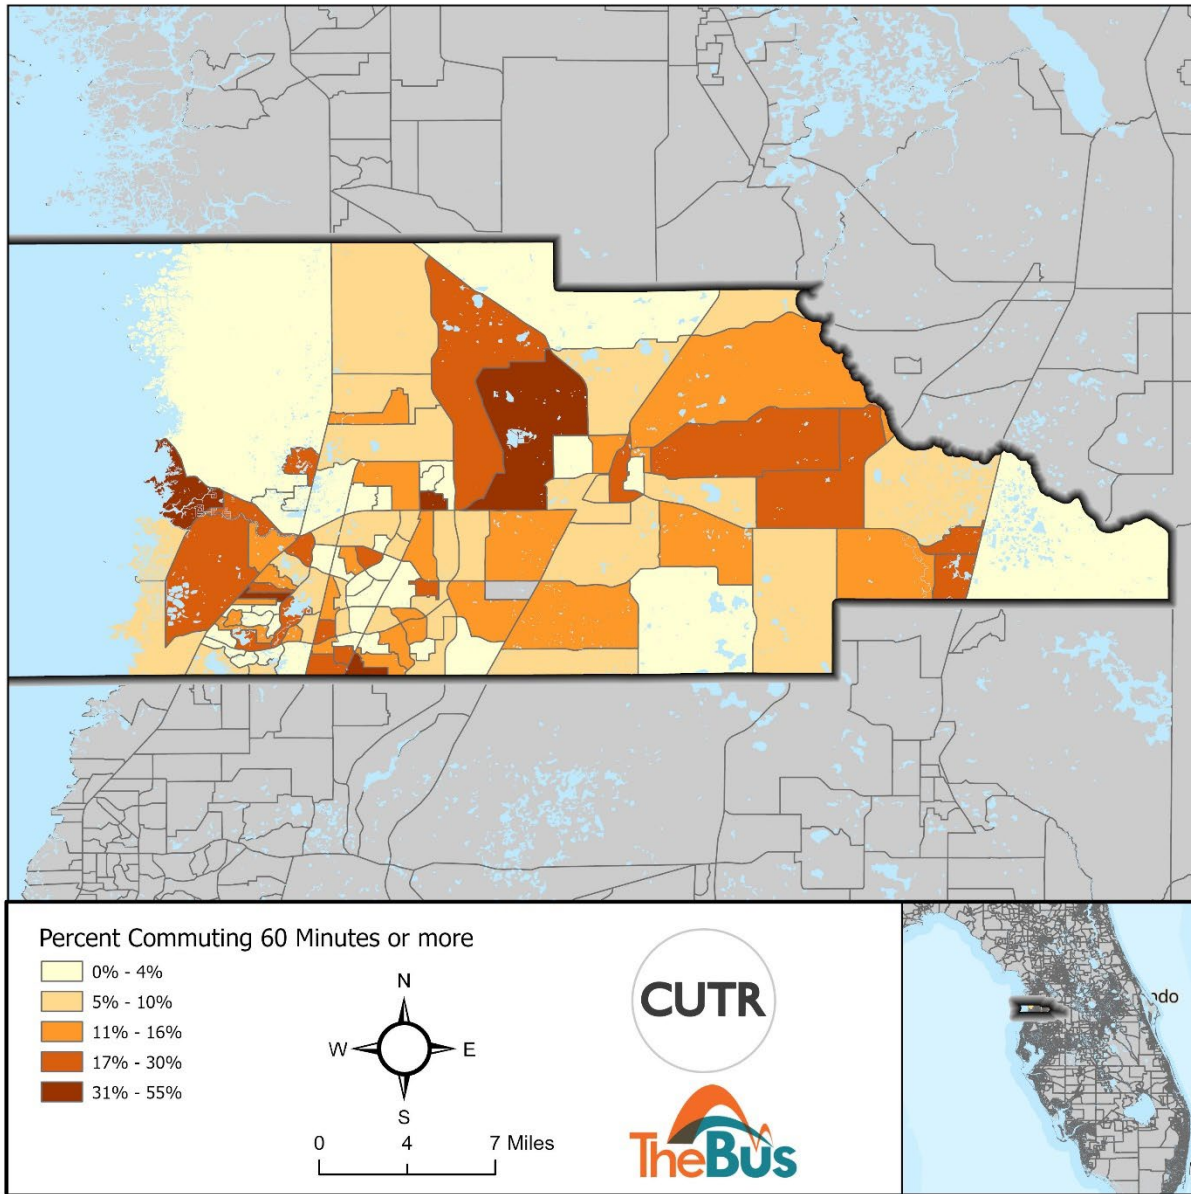 Percent Commuting 60 Minutes or more
0% - 4%
5% - 10%
11% - 16%
17% - 30%
31% - 55%
N
W E
S
0 4 7 Miles
CUTR
TheBus
ndo